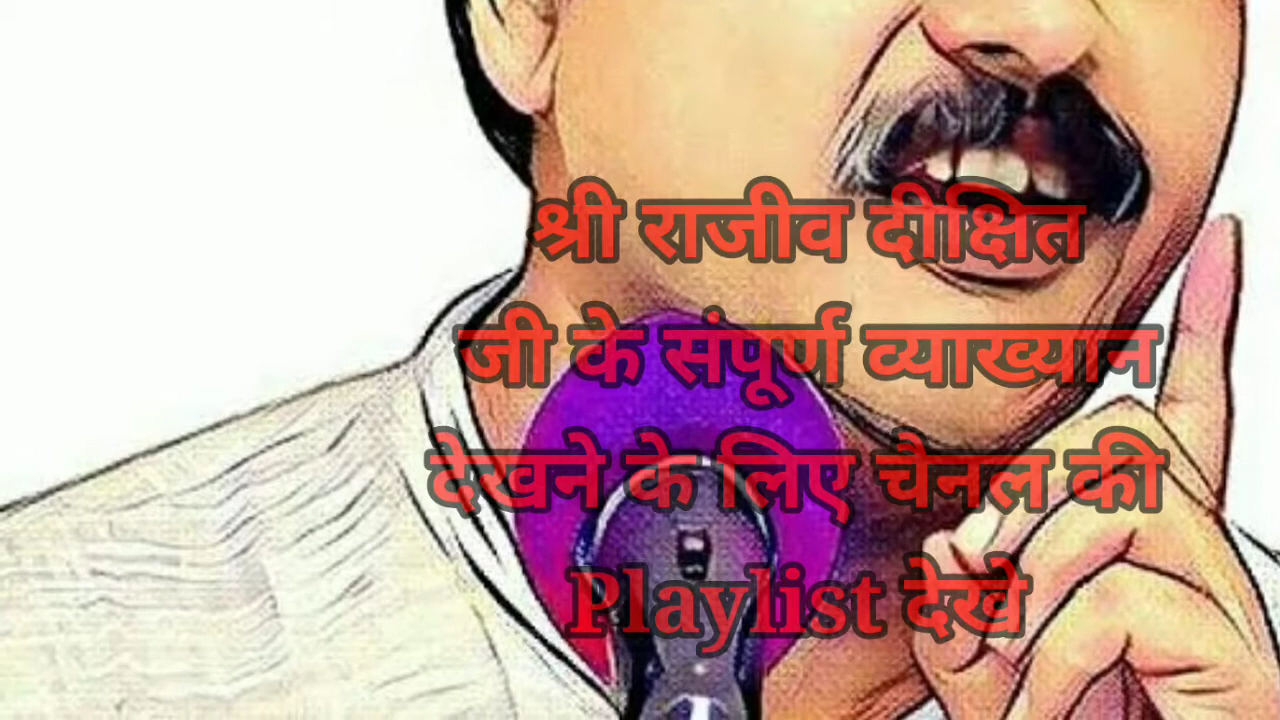 श्री राजीव दीक्षित
जी के संपूर्ण व्याख्यान
देखने के लिए चैनल की
Playlist देखे